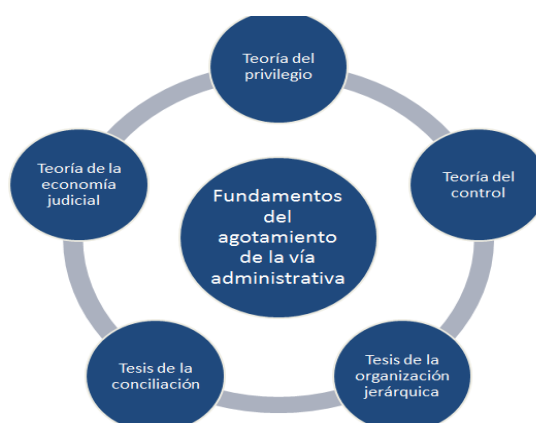 Teoría del
privilegio
Teoría de la
economía
judicial
Teoría del
control
Fundamentos
del
agotamiento
de la vía
administrativa
Tesis de la
conciliación
Tesis de la
organización
jerárquica